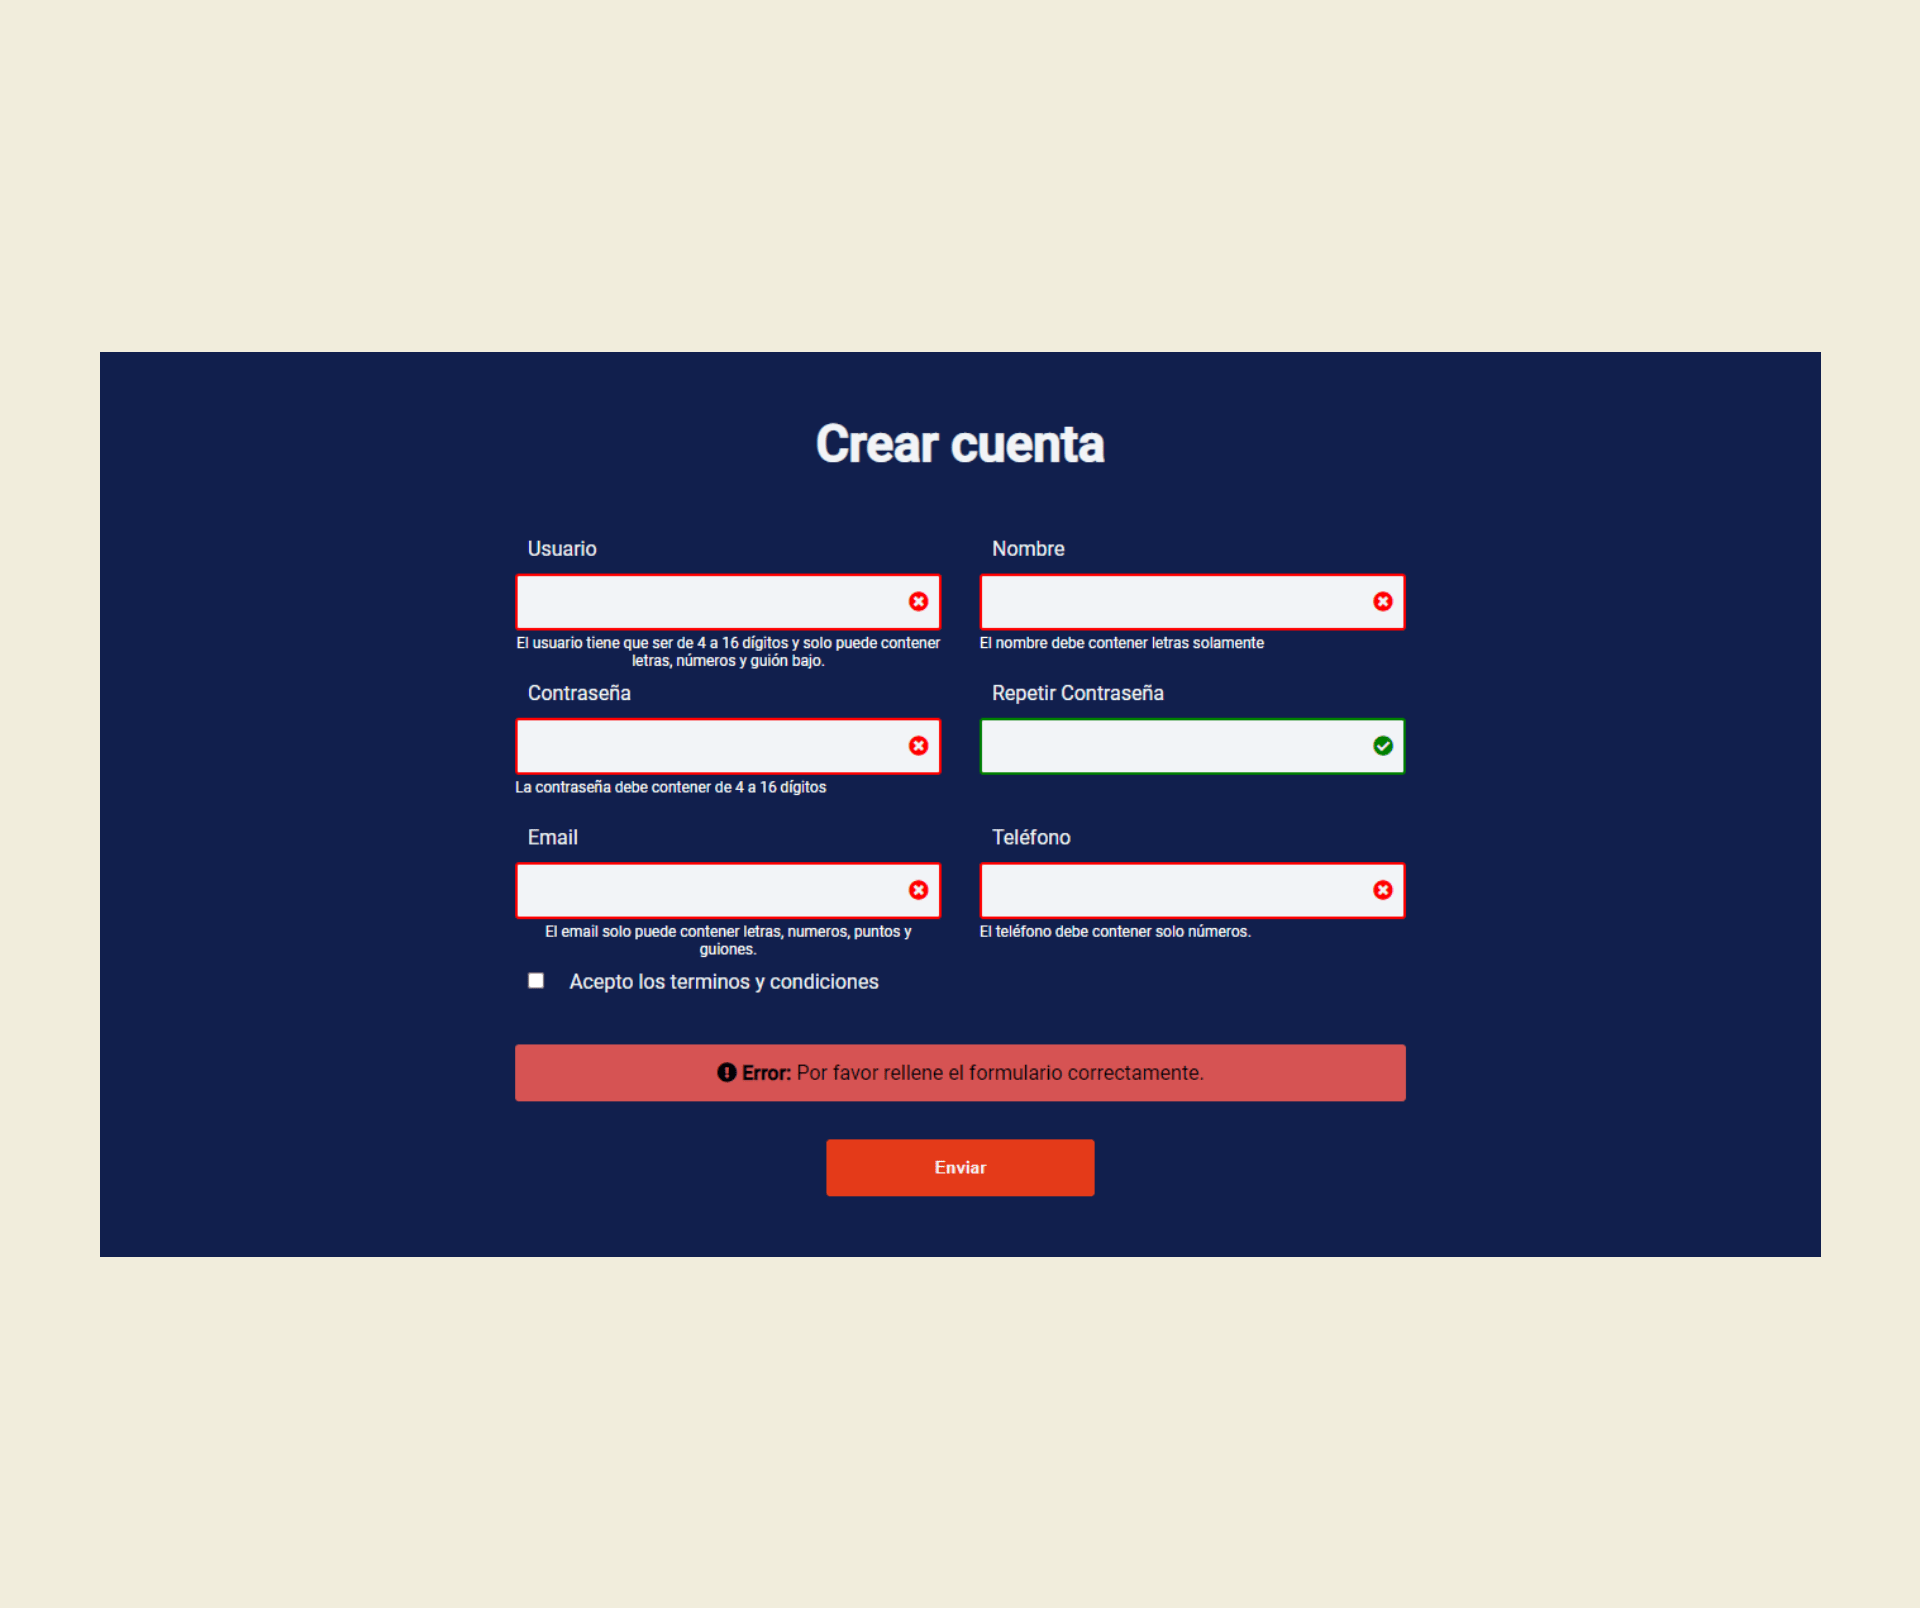 Crear cuenta
Usuario
Nombre
El usuario tiene que ser de 4 a 16 dígitos y solo puede contener
letras, números y guión bajo.
El nombre debe contener letras solamente
Contraseña
Repetir Contraseña
La contraseña debe contener de 4 a 16 dígitos
Email
Teléfono
El email solo puede contener letras, numeros, puntos y
guiones.
El teléfono debe contener solo números.
Acepto los terminos y condiciones
Error: Por favor rellene el formulario correctamente.
Enviar